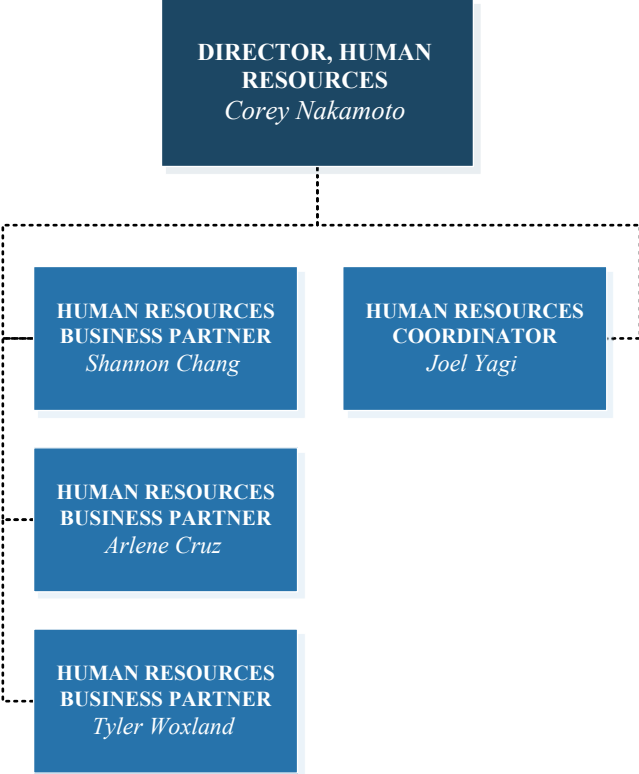 DIRECTOR, HUMAN
RESOURCES
Corey Nakamoto
HUMAN RESOURCES
BUSINESS PARTNER
Shannon Chang
HUMAN RESOURCES
COORDINATOR
Joel Yagi
HUMAN RESOURCES
BUSINESS PARTNER
Arlene Cruz
HUMAN RESOURCES
BUSINESS PARTNER
Tyler Woxland